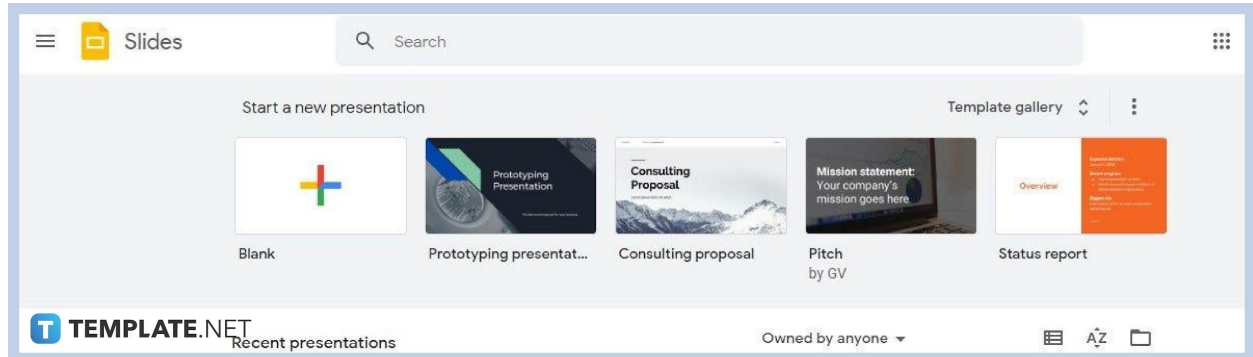 Slides
Search
Start a new presentation
Template gallery
Prototyping
Presentation
Consulting
Proposal
Mission statement:
Your company's
mission goes here
Overview
Blank
Prototyping presentat...
Consulting proposal
Pitch
by GV
Status report
T TEMPLATE.NET
Recent presentations
Owned by anyone
AZ